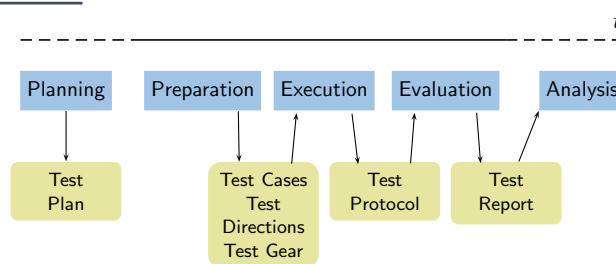 Planning
Preparation
Execution
Evaluation
Analysis
Test
Plan
Test Cases
Test
Directions
Test Gear
Test
Protocol
Test
Report